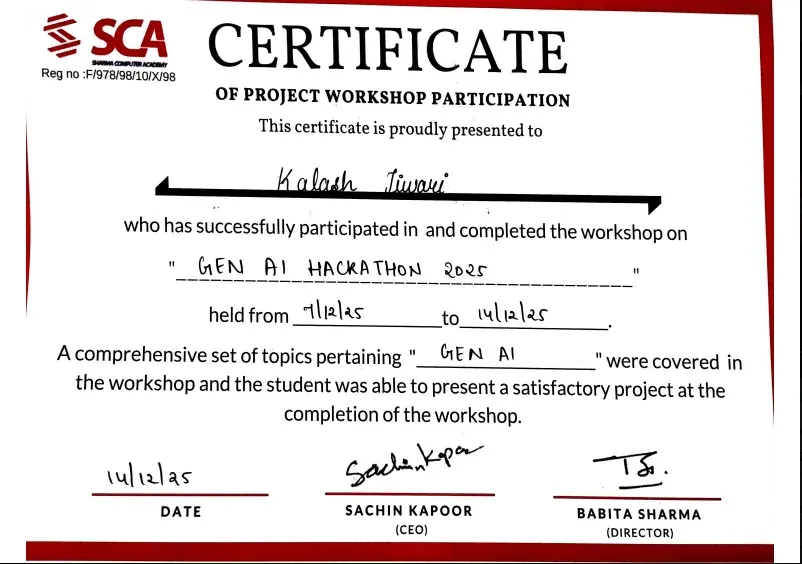 SCA
SHARMA COMPUTER ACADEMY
Reg no :F/978/98/10/X/98
CERTIFICATE
OF PROJECT WORKSHOP PARTICIPATION
This certificate is proudly presented to
Kalash Tiwari
who has successfully participated in and completed the workshop on
" GEN AI HACKATHON 2025 "
held from 7/12/25 to 14/12/25.
A comprehensive set of topics pertaining " GEN AI " were covered in
the workshop and the student was able to present a satisfactory project at the
completion of the workshop.
14/12/25 Sachin Kapoor
DATE SACHIN KAPOOR BABITA SHARMA
(CEO) (DIRECTOR)